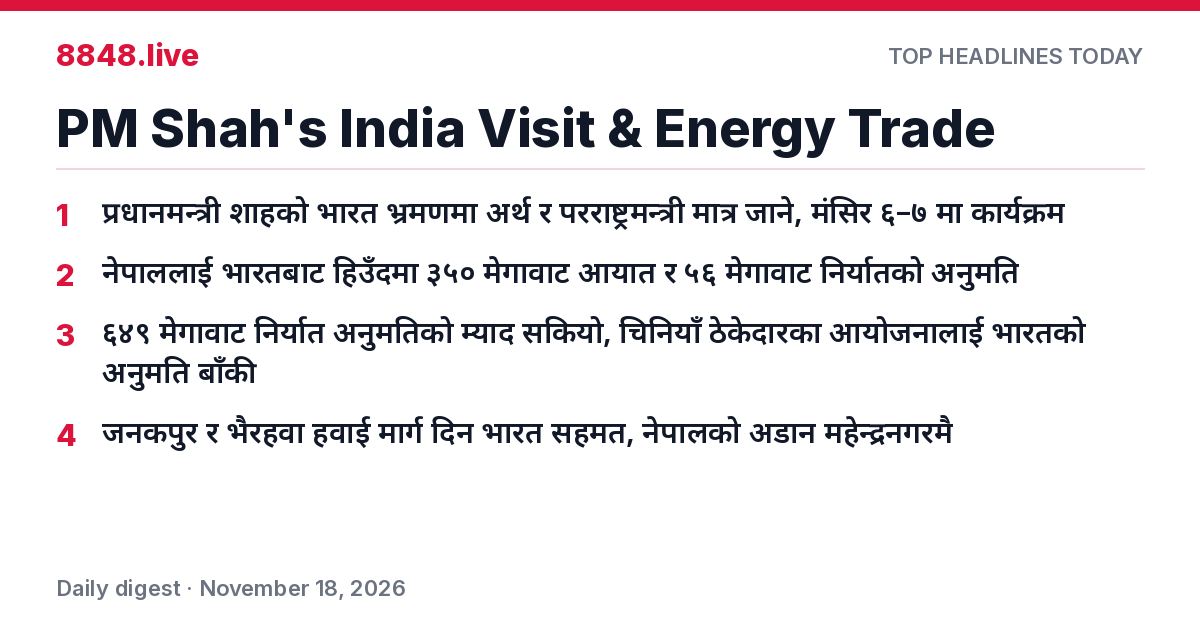 8848.live
TOP HEADLINES TODAY
PM Shah's India Visit & Energy Trade
1 प्रधानमन्त्री शाहको भारत भ्रमणमा अर्थ र परराष्ट्रमन्त्री मात्र जाने, मंसिर ६–७ मा कार्यक्रम
2 नेपाललाई भारतबाट हिउँदमा ३५० मेगावाट आयात र ५६ मेगावाट निर्यातको अनुमति
3 ६४९ मेगावाट निर्यात अनुमतिको म्याद सकियो, चिनियाँ ठेकेदारका आयोजनालाई भारतको
अनुमति बाँकी
4 जनकपुर र भैरहवा हवाई मार्ग दिन भारत सहमत, नेपालको अडान महेन्द्रनगरमै
Daily digest · November 18, 2026